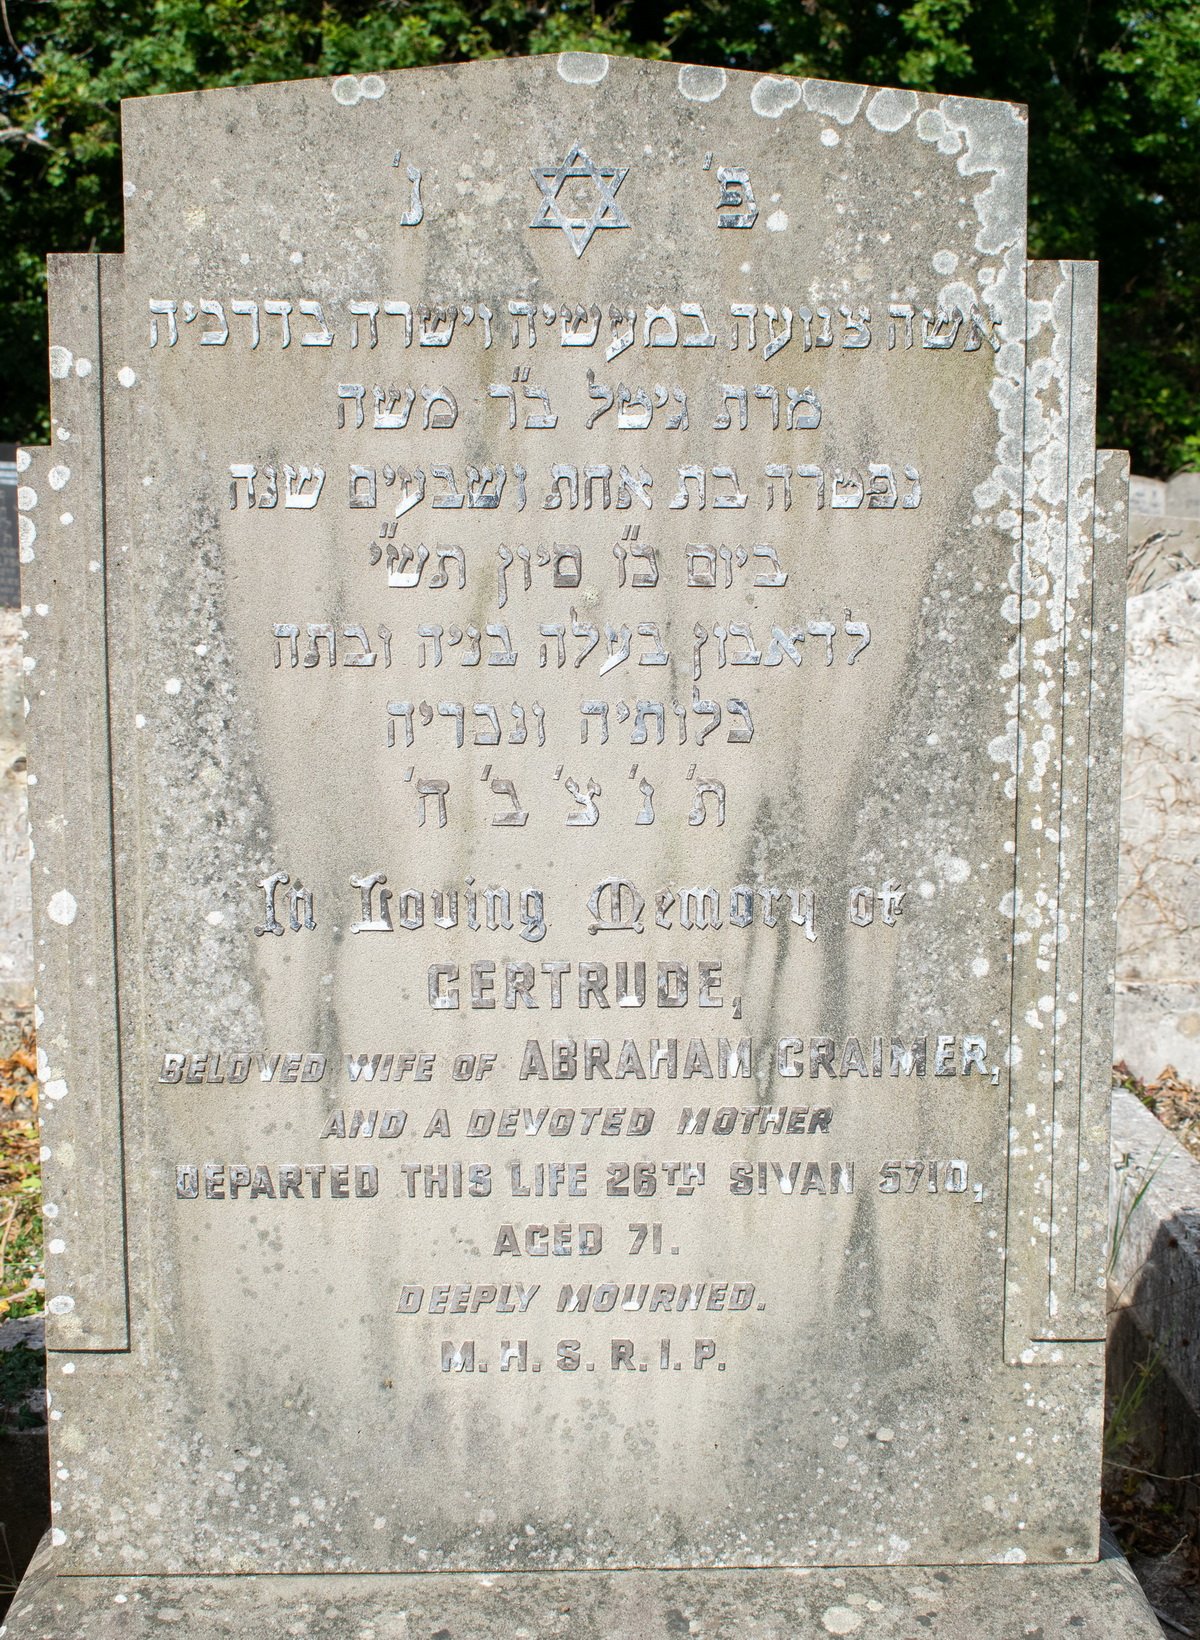 פ' נ'
אשה צנועה במעשיה וישרה בדרכיה
מרת גיטל ב"ר משה
נפטרה בת אחת ושבעים שנה
ביום כ"ו סיון תש"י
לדאבון בעלה בניה ובתה
כלותיה ונכדיה
ת' נ' צ' ב' ה'
In Loving Memory of
GERTRUDE,
BELOVED WIFE OF ABRAHAM CRAIMER,
AND A DEVOTED MOTHER
DEPARTED THIS LIFE 26TH SIVAN 5710,
AGED 71.
DEEPLY MOURNED.
M.H.S.R.I.P.